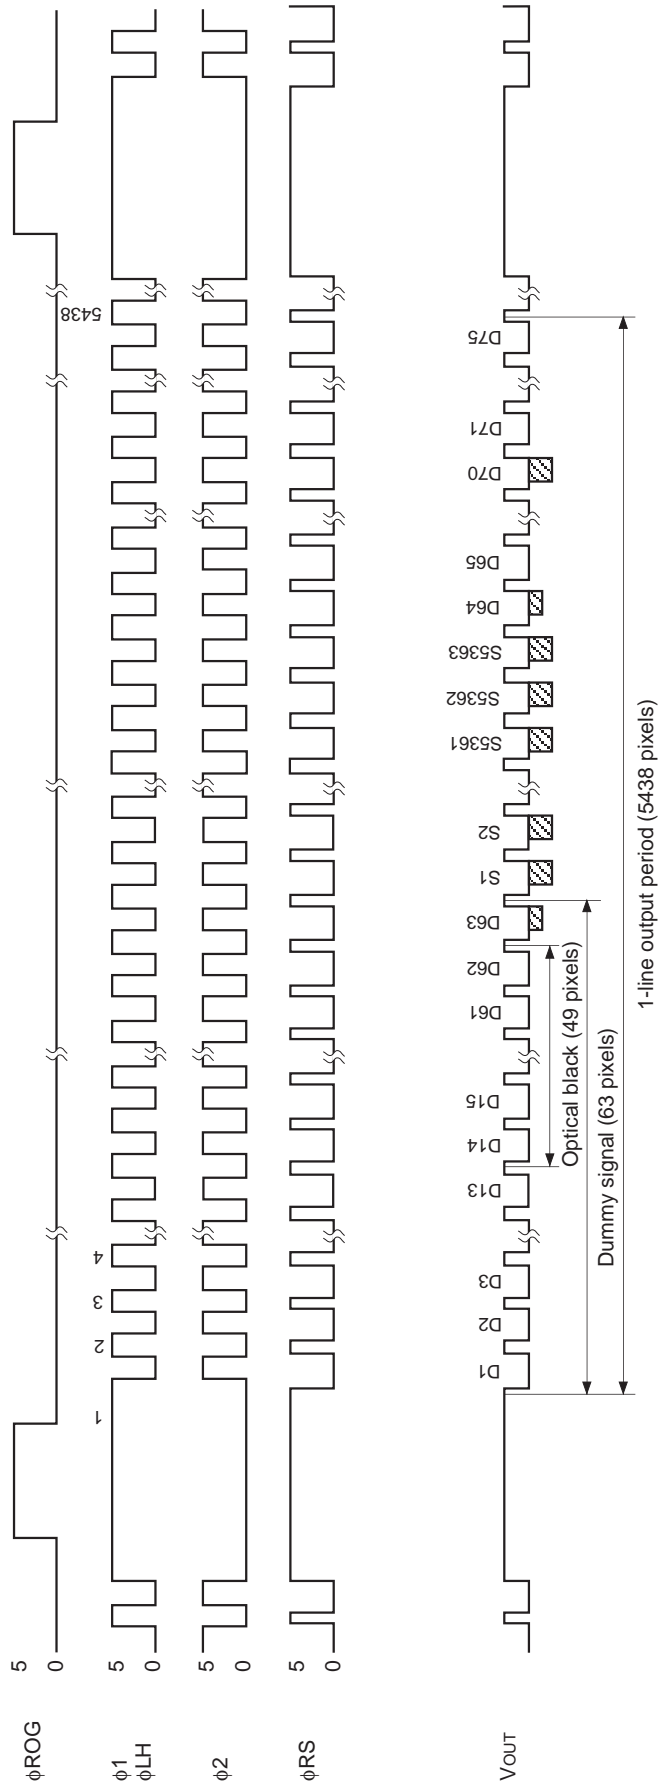 φROG
5
0
φ1
φLH
5
0
1
2
3
4
5438
φ2
5
0
φRS
5
0
VOUT
D1
D2
D3
D13
D14
D15
D61
D62
D63
S1
S2
S5361
S5362
S5363
D64
D65
D70
D71
D75
Optical black (49 pixels)
Dummy signal (63 pixels)
1-line output period (5438 pixels)